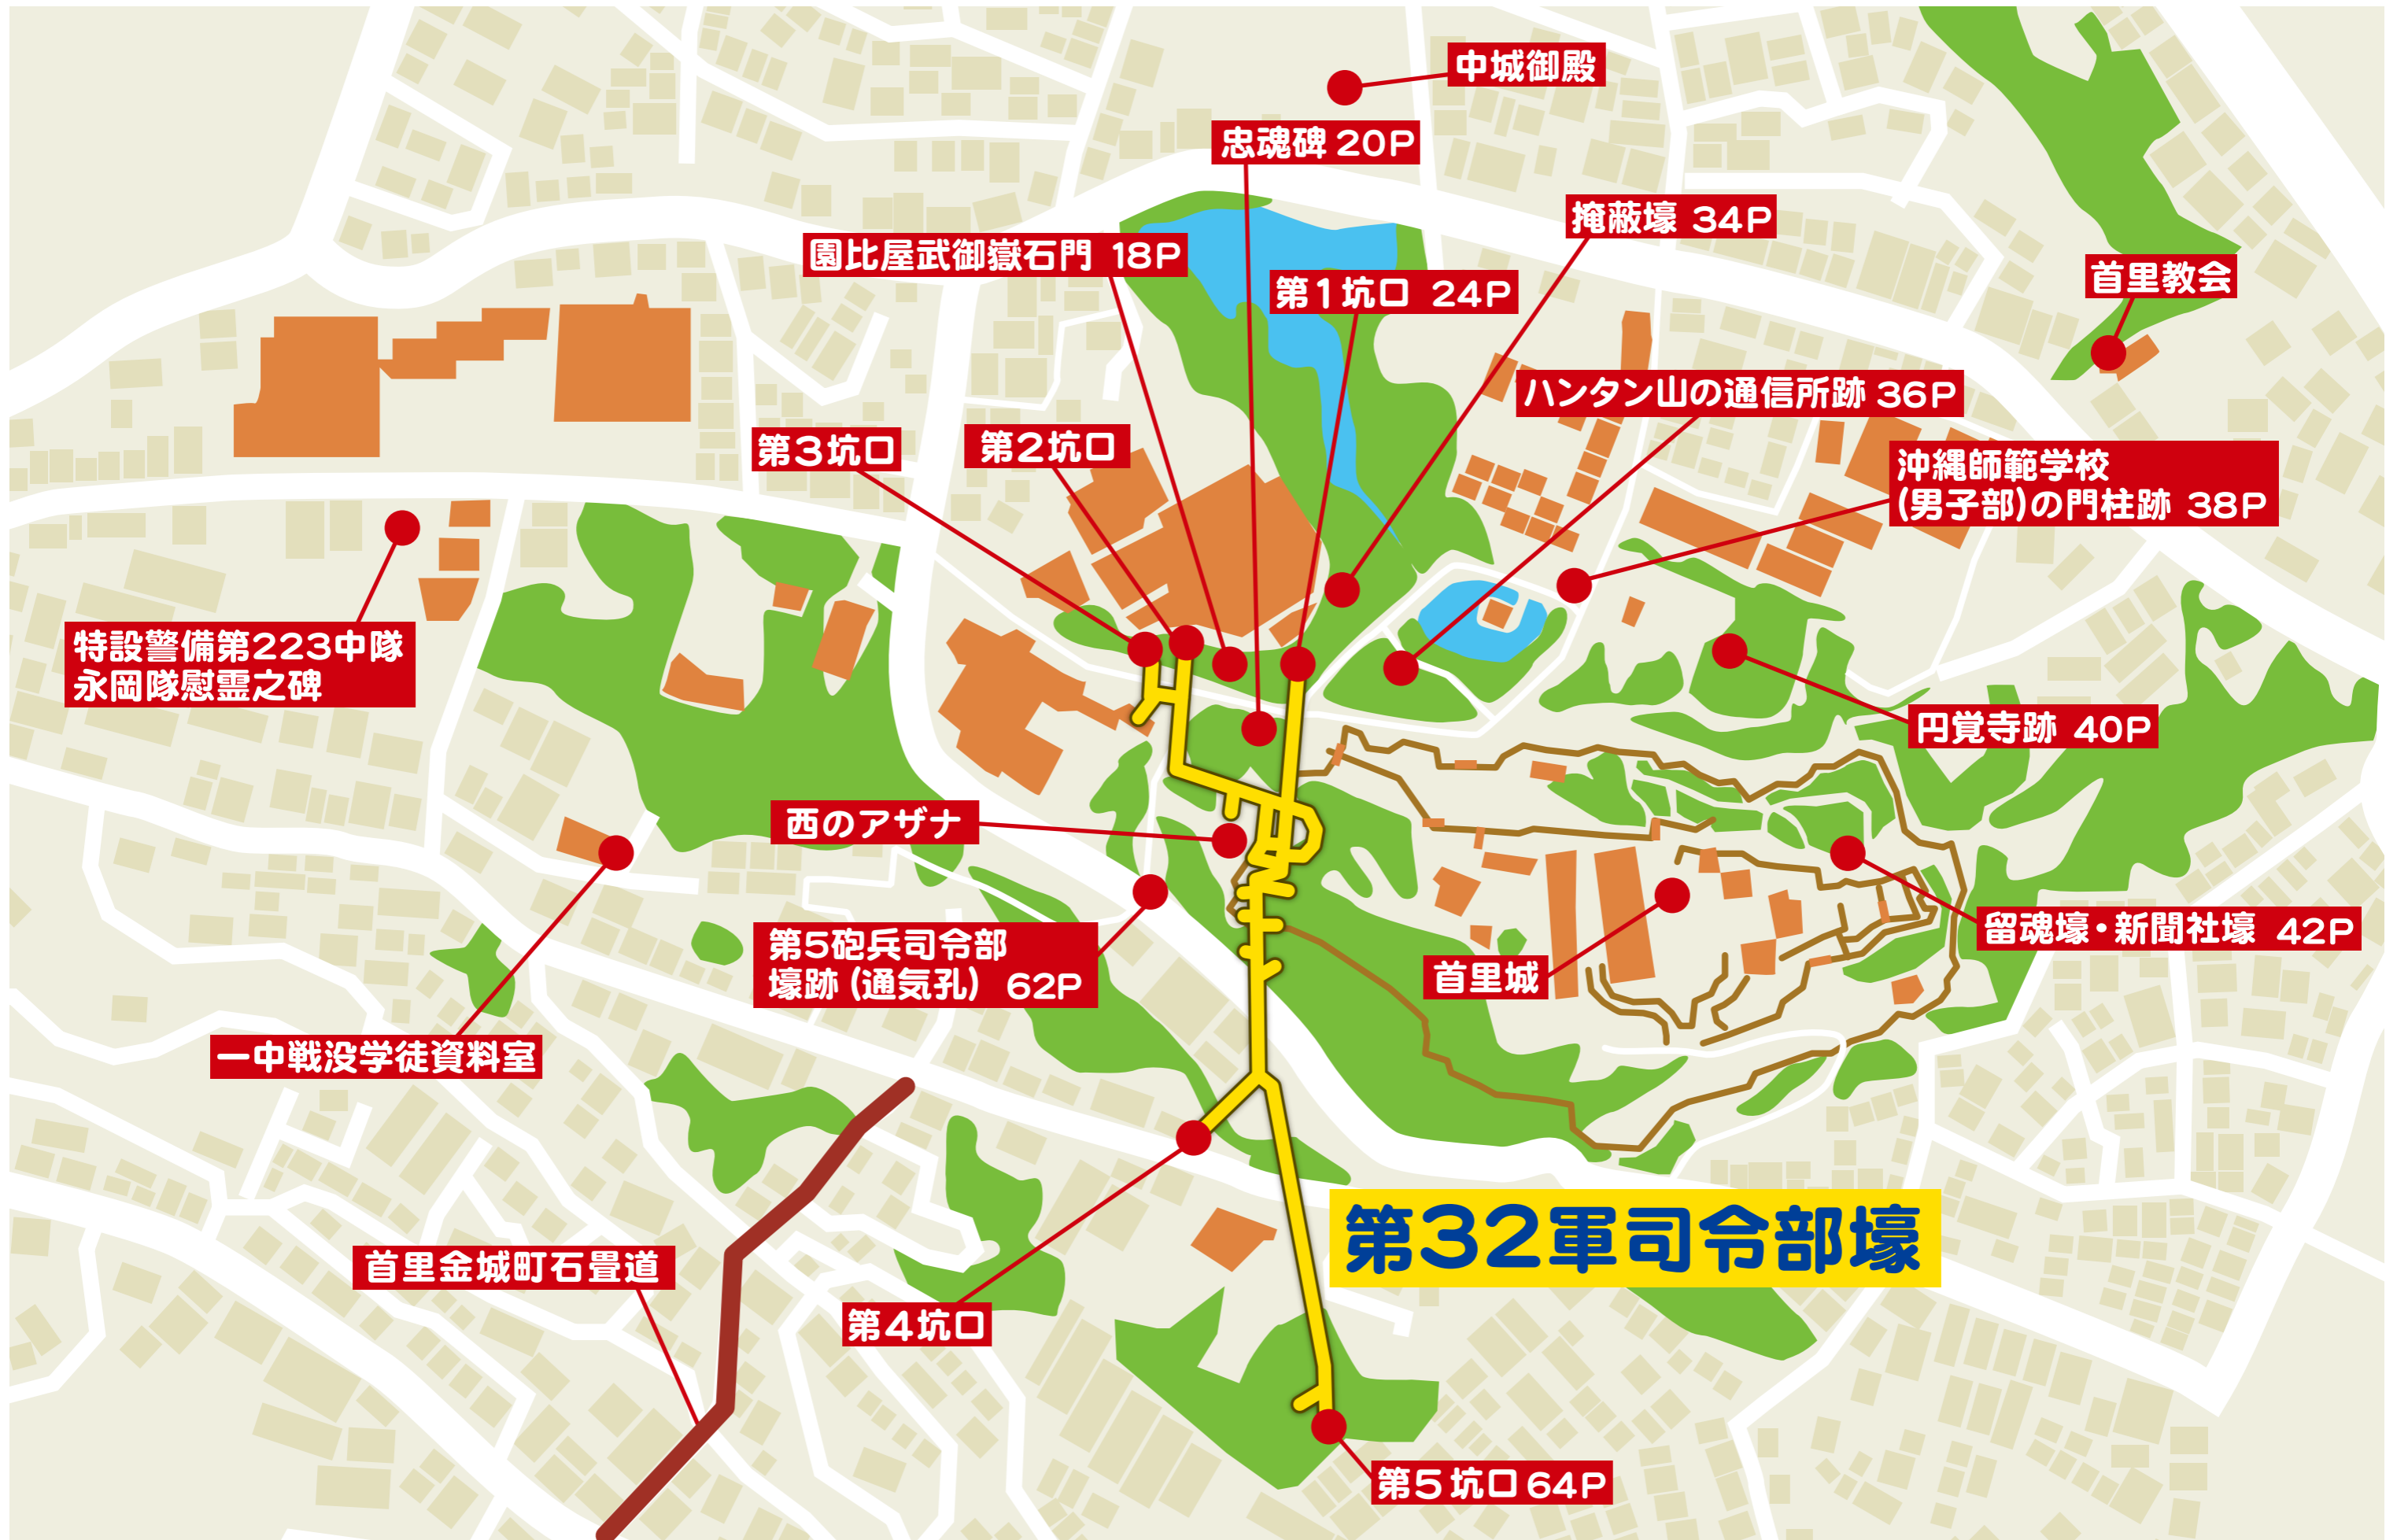 中城御殿
忠魂碑 20P
掩蔽壕 34P
園比屋武御嶽石門 18P
首里教会
第1坑口 24P
ハンタン山の通信所跡 36P
第3坑口
第2坑口
沖縄師範学校
(男子部)の門柱跡 38P
特設警備第223中隊
永岡隊慰霊之碑
円覚寺跡 40P
西のアザナ
留魂壕・新聞社壕 42P
第5砲兵司令部
壕跡(通気孔) 62P
首里城
一中戦没学徒資料室
第32軍司令部壕
首里金城町石畳道
第4坑口
第5坑口 64P